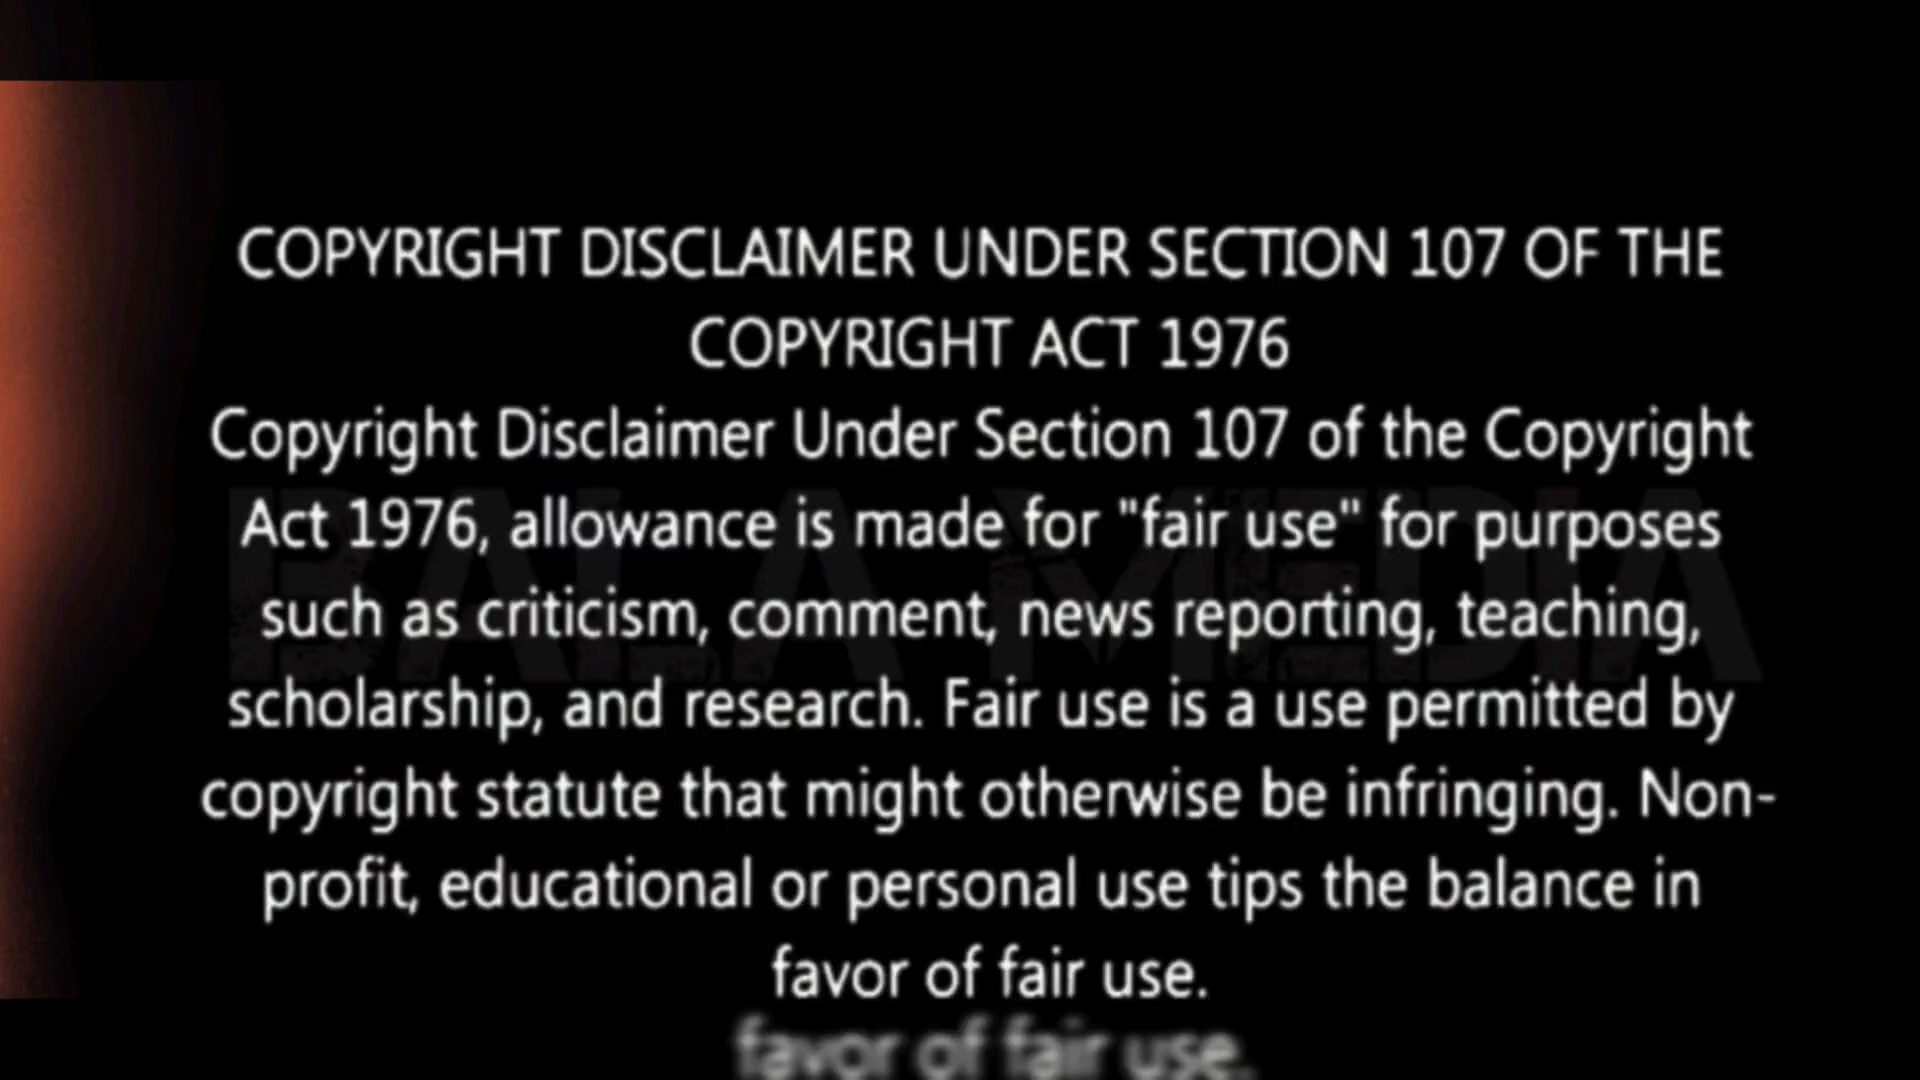 COPYRIGHT DISCLAIMER UNDER SECTION 107 OF THE
COPYRIGHT ACT 1976
Copyright Disclaimer Under Section 107 of the Copyright
Act 1976, allowance is made for "fair use" for purposes
BALA MEDIA
such as criticism, comment, news reporting, teaching,
scholarship, and research. Fair use is a use permitted by
copyright statute that might otherwise be infringing. Non-
profit, educational or personal use tips the balance in
favor of fair use.
favor of fair use.